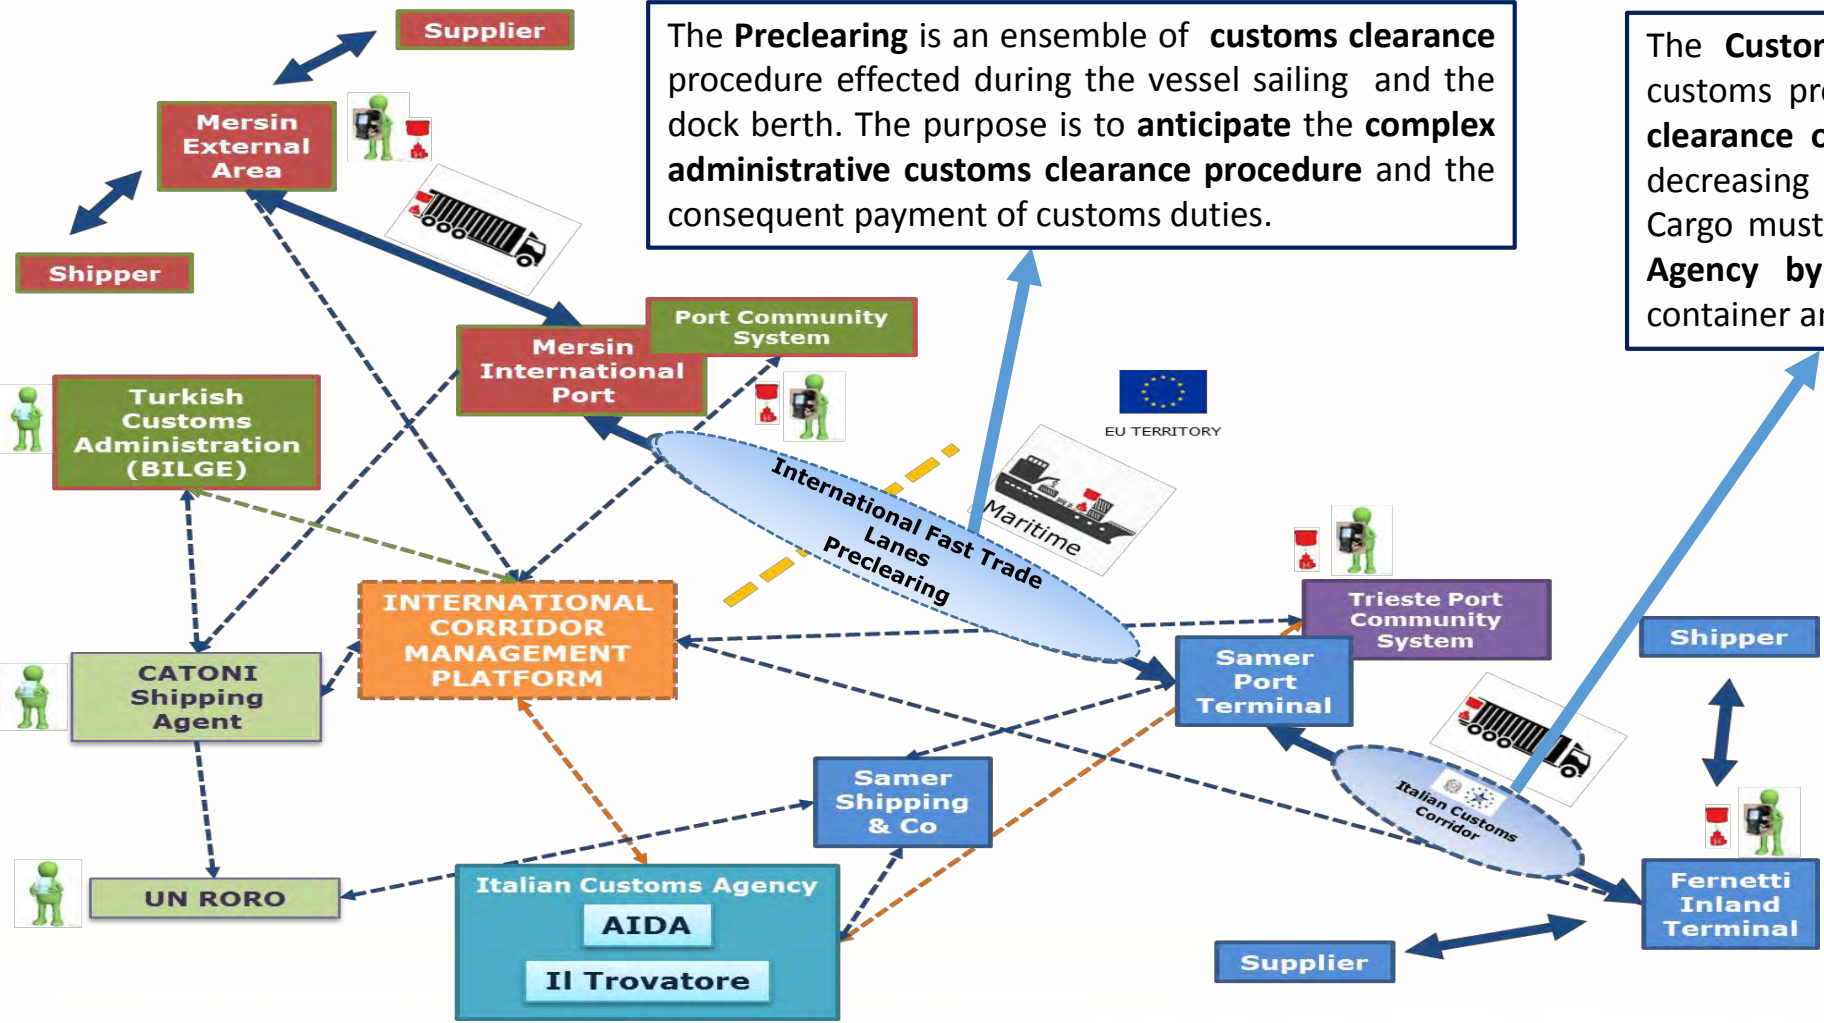 Supplier
The Preclearing is an ensemble of customs clearance
procedure effected during the vessel sailing and the
dock berth. The purpose is to anticipate the complex
administrative customs clearance procedure and the
consequent payment of customs duties.
The Custom
customs pr
clearance o
decreasing
Cargo must
Agency by
container a
Mersin
External
Area
Shipper
Port Community
System
Mersin
International
Port
Turkish
Customs
Administration
(BILGE)
EU TERRITORY
Maritime
International Fast Trade
Lanes
Preclearing
INTERNATIONAL
CORRIDOR
MANAGEMENT
PLATFORM
Trieste Port
Community
System
Shipper
CATONI
Shipping
Agent
Samer
Port
Terminal
Samer
Shipping
& Co
Italian Customs
Corridor
UN RORO
Italian Customs Agency
AIDA
Il Trovatore
Fernetti
Inland
Terminal
Supplier